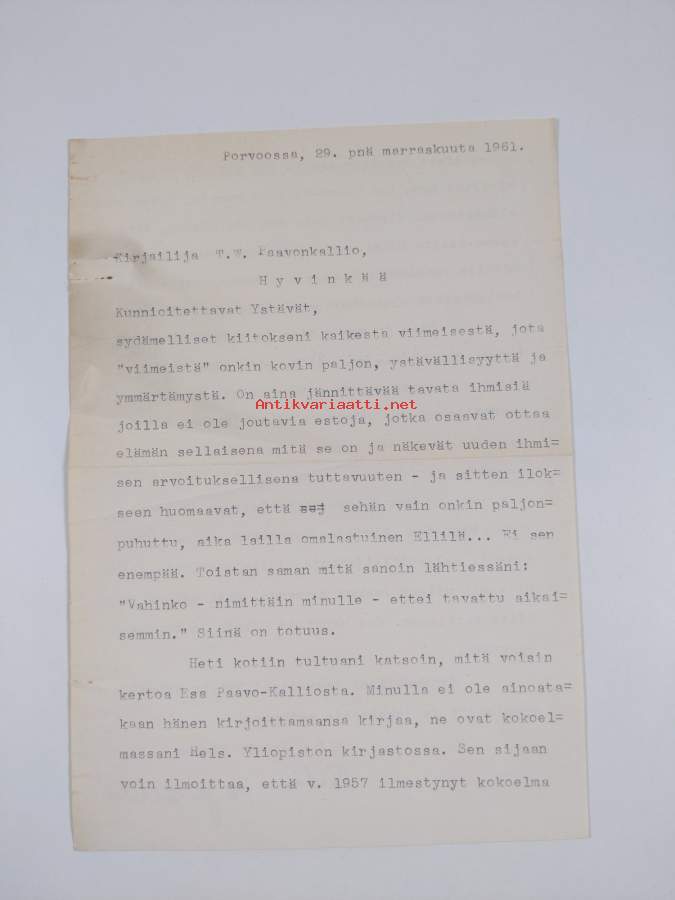 Porvoossa, 29. pnä marraskuuta 1961.
Kirjailija T.W. Paavonkallio,
H y v i n k ä ä
Kunnioitettavat Ystävät,
sydämelliset kiitokseni kaikesta viimeisestä, jota
"viimeistä" onkin kovin paljon, ystävällisyyttä ja
ymmärtämystä. On aina jännittävää tavata ihmisiä
Antikvariaatti.net
joilla ei ole joutavia estoja, jotka osaavat ottaa
elämän sellaisena mitä se on ja näkevät uuden ihmi=
sen arvoituksellisena tuttavuuten - ja sitten ilok=
seen huomaavat, että sehän vain onkin paljon=
puhuttu, aika lailla omalaatuinen Ellilä... Ei sen
enempää. Toistan saman mitä sanoin lähtiessäni:
"Vahinko - nimittäin minulle - ettei tavattu aikai=
semmin." Siinä on totuus.
Heti kotiin tultuani katsoin, mitä voisin
kertoa Esa Paavo-Kalliosta. Minulla ei ole ainoata=
kaan hänen kirjoittamaansa kirjaa, ne ovat kokoel=
massani Hels. Yliopiston kirjastossa. Sen sijaan
voin ilmoittaa, että v. 1957 ilmestynyt kokoelma